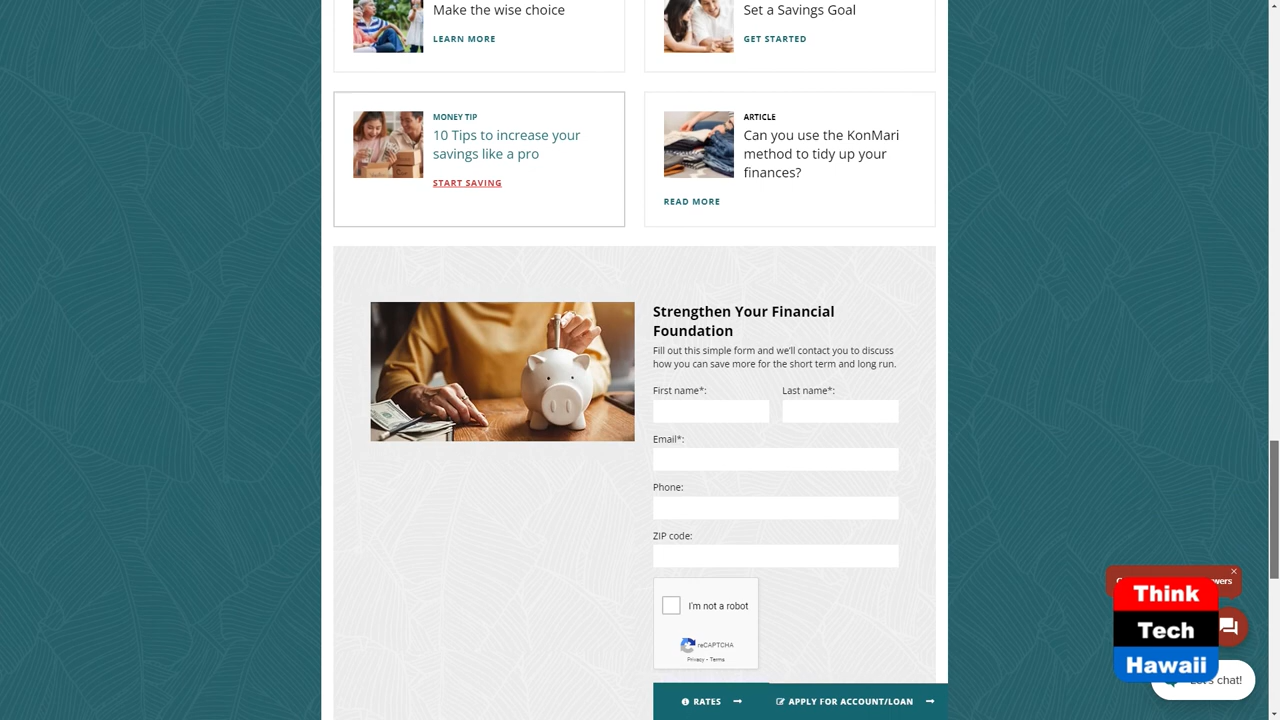 Make the wise choice
LEARN MORE
Set a Savings Goal
GET STARTED
MONEY TIP
10 Tips to increase your
savings like a pro
START SAVING
ARTICLE
Can you use the KonMari
method to tidy up your
finances?
READ MORE
Strengthen Your Financial
Foundation
Fill out this simple form and we'll contact you to discuss
how you can save more for the short term and long run.
First name*:
Last name*:
Email*:
Phone:
ZIP code:
I'm not a robot
reCAPTCHA
Privacy - Terms
RATES
APPLY FOR ACCOUNT/LOAN
Think
Tech
Hawaii
chat!